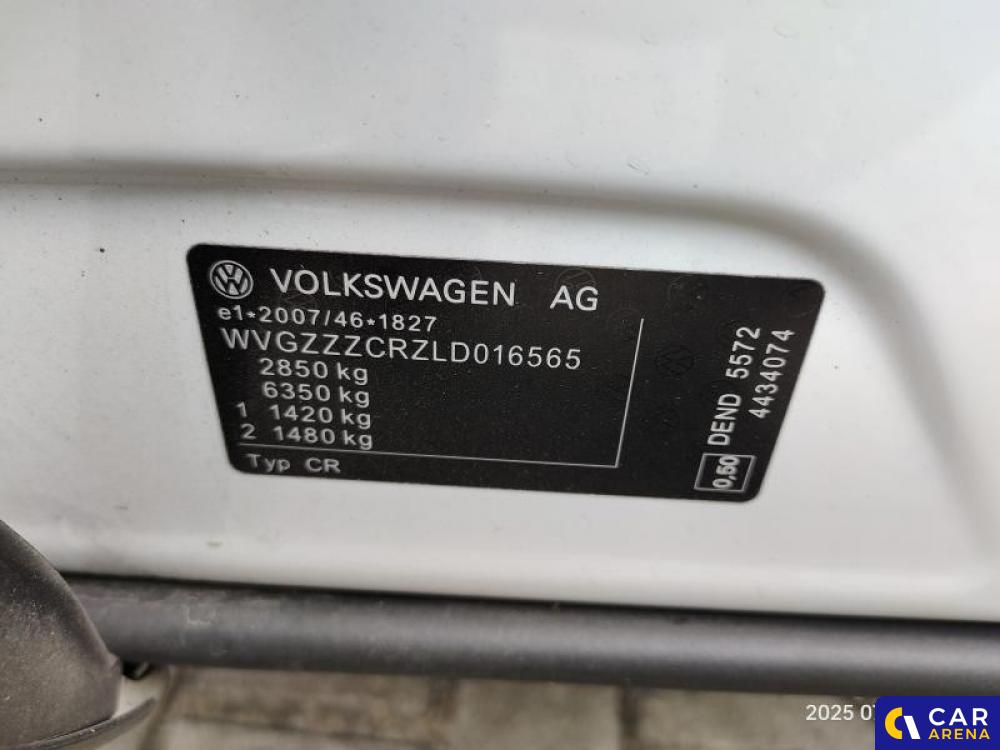 VOLKSWAGEN AG
e1*2007/46*1827
WVGZZZCRZLD016565
2850 kg
6350 kg
1 1420 kg
2 1480 kg
Typ CR
0,50 DEND 5572
4434074
2025 07
CAR
ARENA